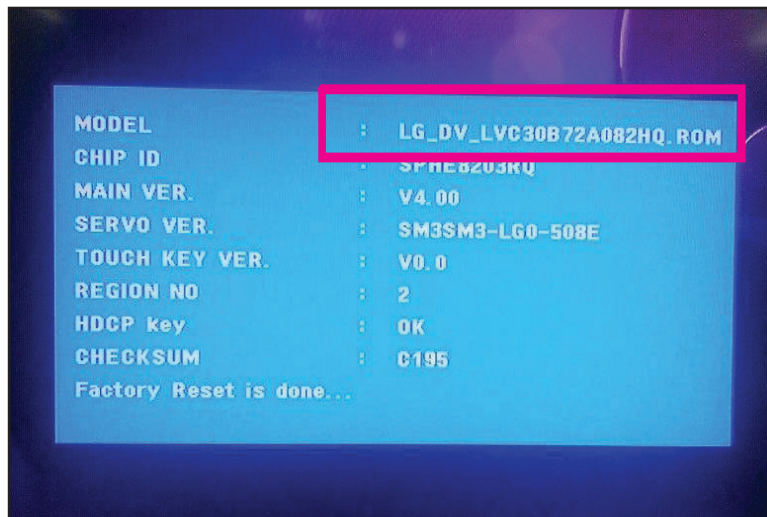 MODEL : LG_DV_LVC30B72A082HQ.ROM
CHIP ID : SPHE8203RQ
MAIN VER. : V4.00
SERVO VER. : SM3SM3-LG0-508E
TOUCH KEY VER. : V0.0
REGION NO : 2
HDCP key : OK
CHECKSUM : C195
Factory Reset is done...